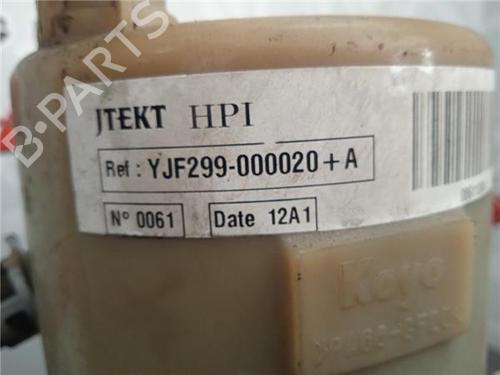 B-PARTS
JTEKT HPI
Ref : YJF299-000020+A
N° 0061
Date 12A1
Koyo